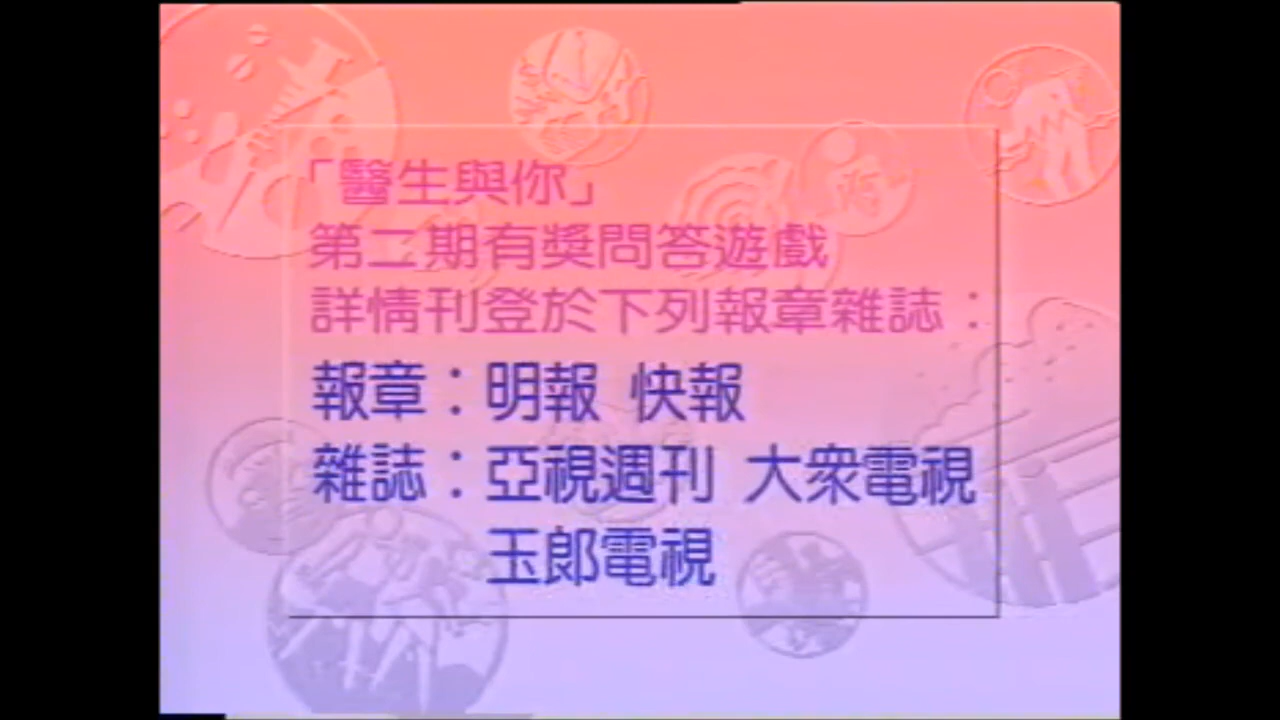 「醫生與你」
第二期有獎問答遊戲
詳情刊登於下列報章雜誌：
報章：明報 快報
雜誌：亞視週刊 大衆電視
玉郎電視